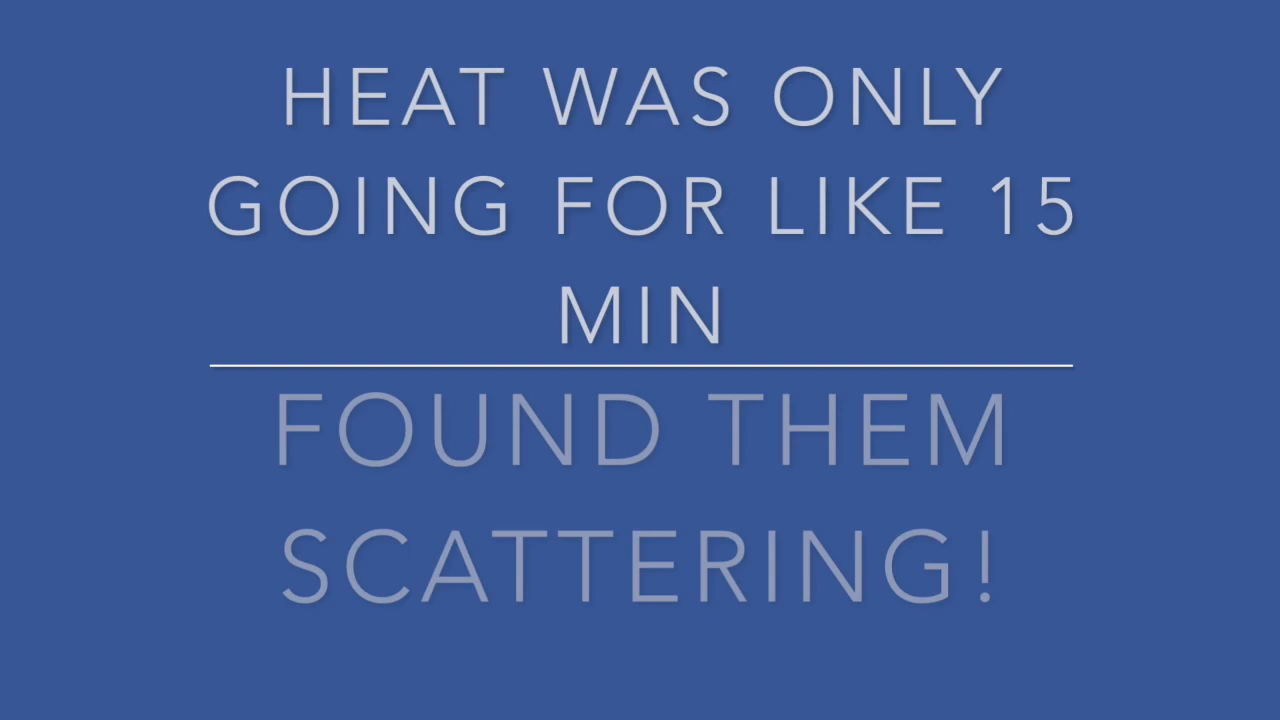 HEAT WAS ONLY
GOING FOR LIKE 15
MIN
FOUND THEM
SCATTERING!